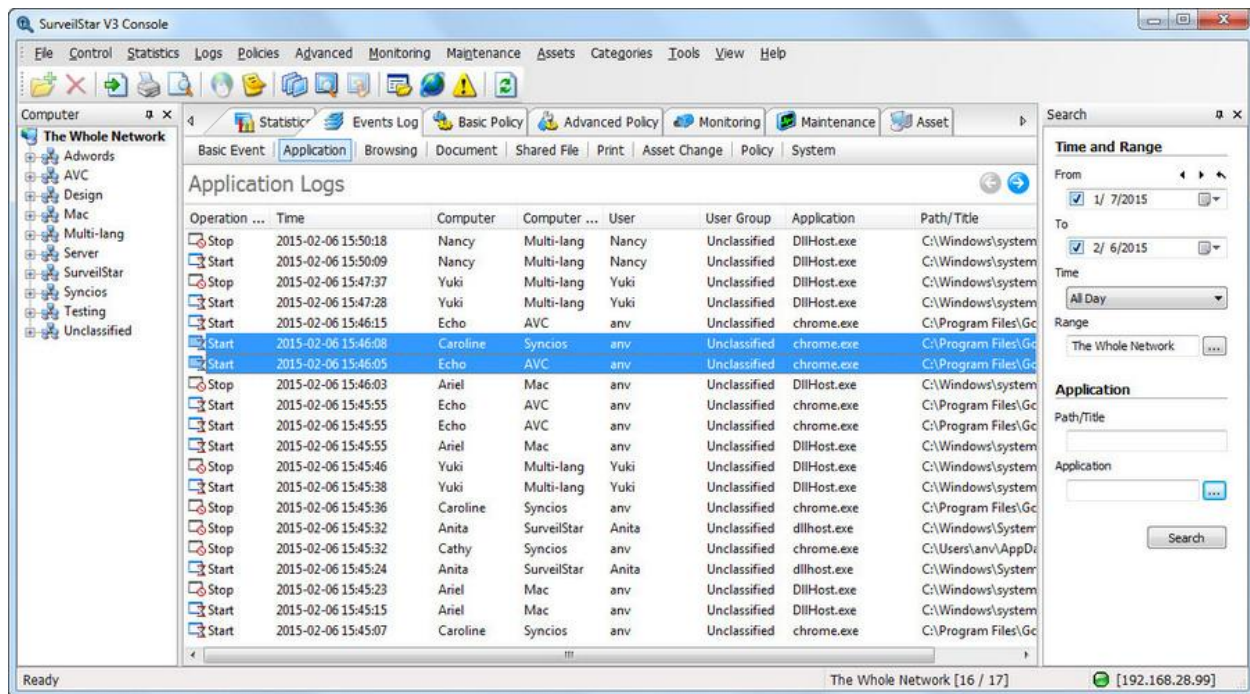 SurveilStar V3 Console
File Control Statistics Logs Policies Advanced Monitoring Maintenance Assets Categories Tools View Help
Computer
The Whole Network
Adwords
AVC
Design
Mac
Multi-lang
Server
SurveilStar
Syncios
Testing
Unclassified
Statistic Events Log Basic Policy Advanced Policy Monitoring Maintenance Asset
Basic Event Application Browsing Document Shared File Print Asset Change Policy System
Application Logs
Operation ... Time Computer Computer ... User User Group Application Path/Title
Stop 2015-02-06 15:50:18 Nancy Multi-lang Nancy Unclassified DllHost.exe C:\Windows\system
Start 2015-02-06 15:50:09 Nancy Multi-lang Nancy Unclassified DllHost.exe C:\Windows\system
Stop 2015-02-06 15:47:37 Yuki Multi-lang Yuki Unclassified DllHost.exe C:\Windows\system
Start 2015-02-06 15:47:28 Yuki Multi-lang Yuki Unclassified DllHost.exe C:\Windows\system
Start 2015-02-06 15:46:15 Echo AVC anv Unclassified chrome.exe C:\Program Files\Gc
Start 2015-02-06 15:46:08 Caroline Syncios anv Unclassified chrome.exe C:\Program Files\Gc
Start 2015-02-06 15:46:05 Echo AVC anv Unclassified chrome.exe C:\Program Files\Gc
Stop 2015-02-06 15:46:03 Ariel Mac anv Unclassified DllHost.exe C:\Windows\system
Start 2015-02-06 15:45:55 Echo AVC anv Unclassified chrome.exe C:\Program Files\Gc
Start 2015-02-06 15:45:55 Echo AVC anv Unclassified chrome.exe C:\Program Files\Gc
Start 2015-02-06 15:45:55 Ariel Mac anv Unclassified DllHost.exe C:\Windows\system
Stop 2015-02-06 15:45:46 Yuki Multi-lang Yuki Unclassified DllHost.exe C:\Windows\system
Start 2015-02-06 15:45:38 Yuki Multi-lang Yuki Unclassified DllHost.exe C:\Windows\system
Stop 2015-02-06 15:45:36 Caroline Syncios anv Unclassified chrome.exe C:\Program Files\Gc
Stop 2015-02-06 15:45:32 Anita SurveilStar Anita Unclassified dllhost.exe C:\Windows\System
Stop 2015-02-06 15:45:32 Cathy Syncios anv Unclassified chrome.exe C:\Users\anv\AppDa
Start 2015-02-06 15:45:24 Anita SurveilStar Anita Unclassified dllhost.exe C:\Windows\System
Stop 2015-02-06 15:45:23 Ariel Mac anv Unclassified DllHost.exe C:\Windows\system
Start 2015-02-06 15:45:15 Ariel Mac anv Unclassified DllHost.exe C:\Windows\system
Start 2015-02-06 15:45:07 Caroline Syncios anv Unclassified chrome.exe C:\Program Files\Gc
Search
Time and Range
From
1/ 7/2015
To
2/ 6/2015
Time
All Day
Range
The Whole Network ...
Application
Path/Title
Application
...
Search
Ready The Whole Network [16 / 17] [192.168.28.99]